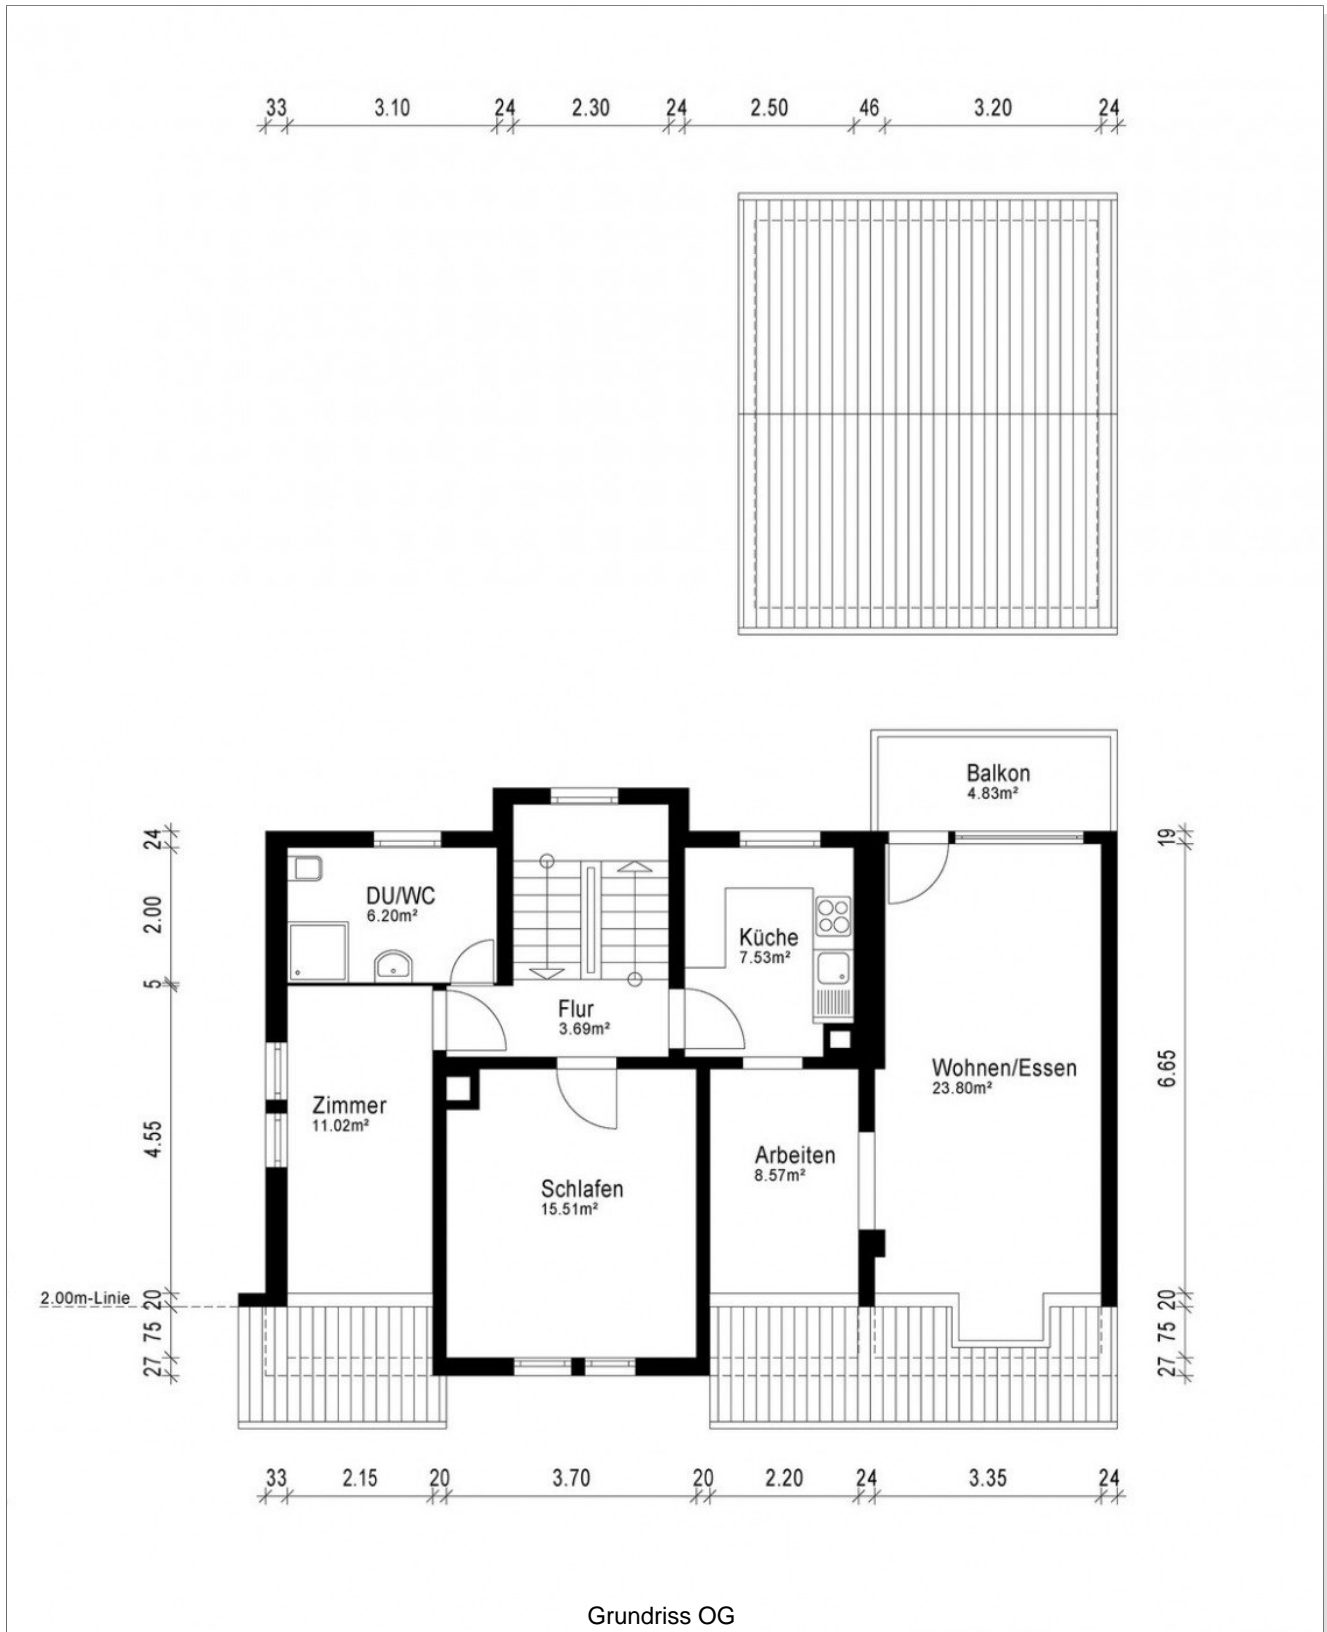 33 3.10 24 2.30 24 2.50 46 3.20 24
Balkon
4.83m²
24
2.00
5
4.55
20
75
27
19
6.65
20
75
27
DU/WC
6.20m²
Küche
7.53m²
Flur
3.69m²
Wohnen/Essen
23.80m²
Zimmer
11.02m²
Arbeiten
8.57m²
Schlafen
15.51m²
2.00m-Linie
33 2.15 20 3.70 20 2.20 24 3.35 24
Grundriss OG